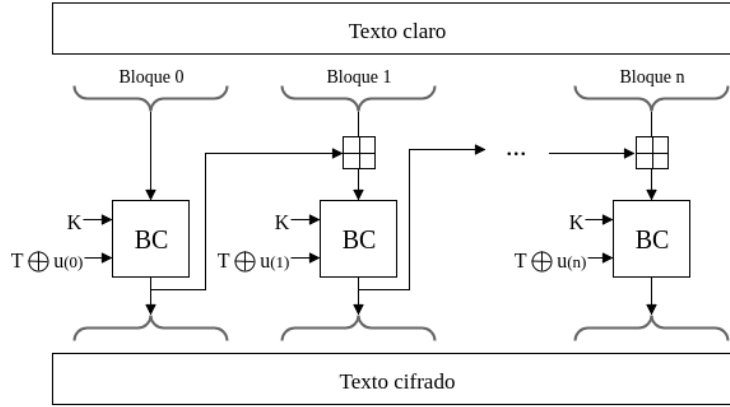 Texto claro
Bloque 0 Bloque 1 Bloque n
...
BC BC BC
K K K
T ⊕ u(0) T ⊕ u(1) T ⊕ u(n)
Texto cifrado